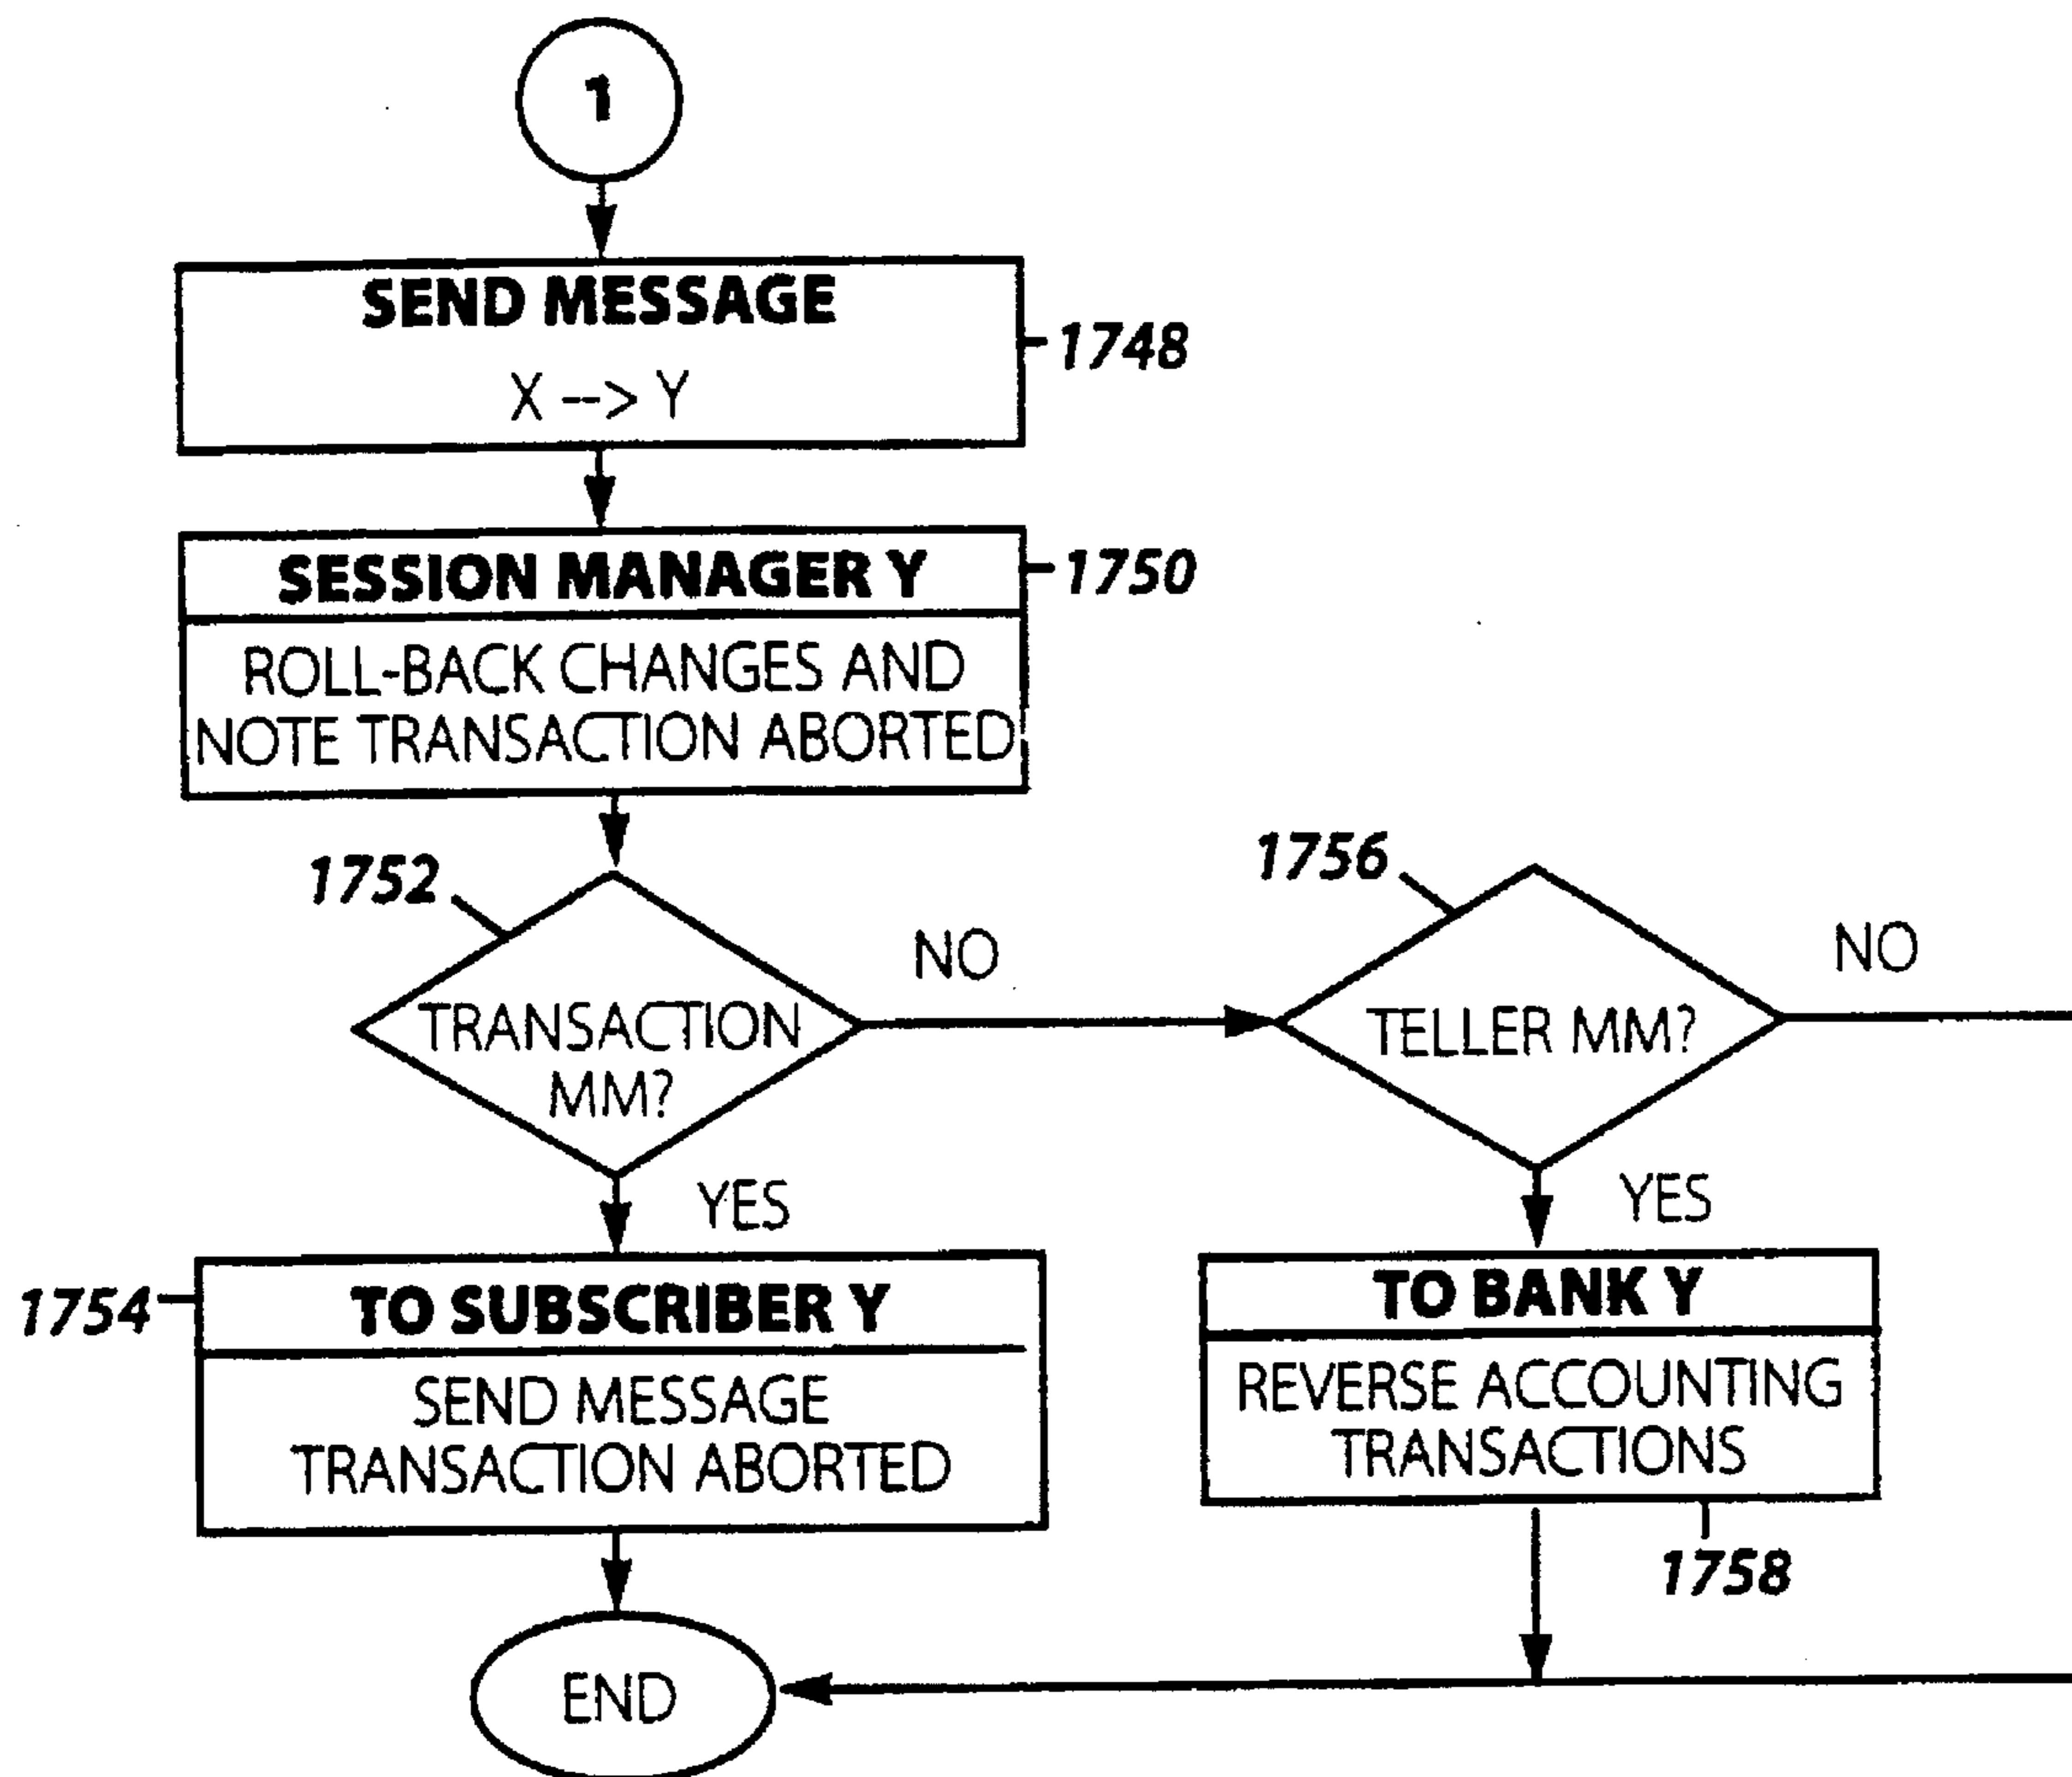 1
SEND MESSAGE
X --> Y
1748
SESSION MANAGER Y
1750
ROLL-BACK CHANGES AND
NOTE TRANSACTION ABORTED
1752
TRANSACTION
MM?
NO
YES
1756
TELLER MM?
NO
YES
1754
TO SUBSCRIBER Y
SEND MESSAGE
TRANSACTION ABORTED
TO BANK Y
REVERSE ACCOUNTING
TRANSACTIONS
1758
END